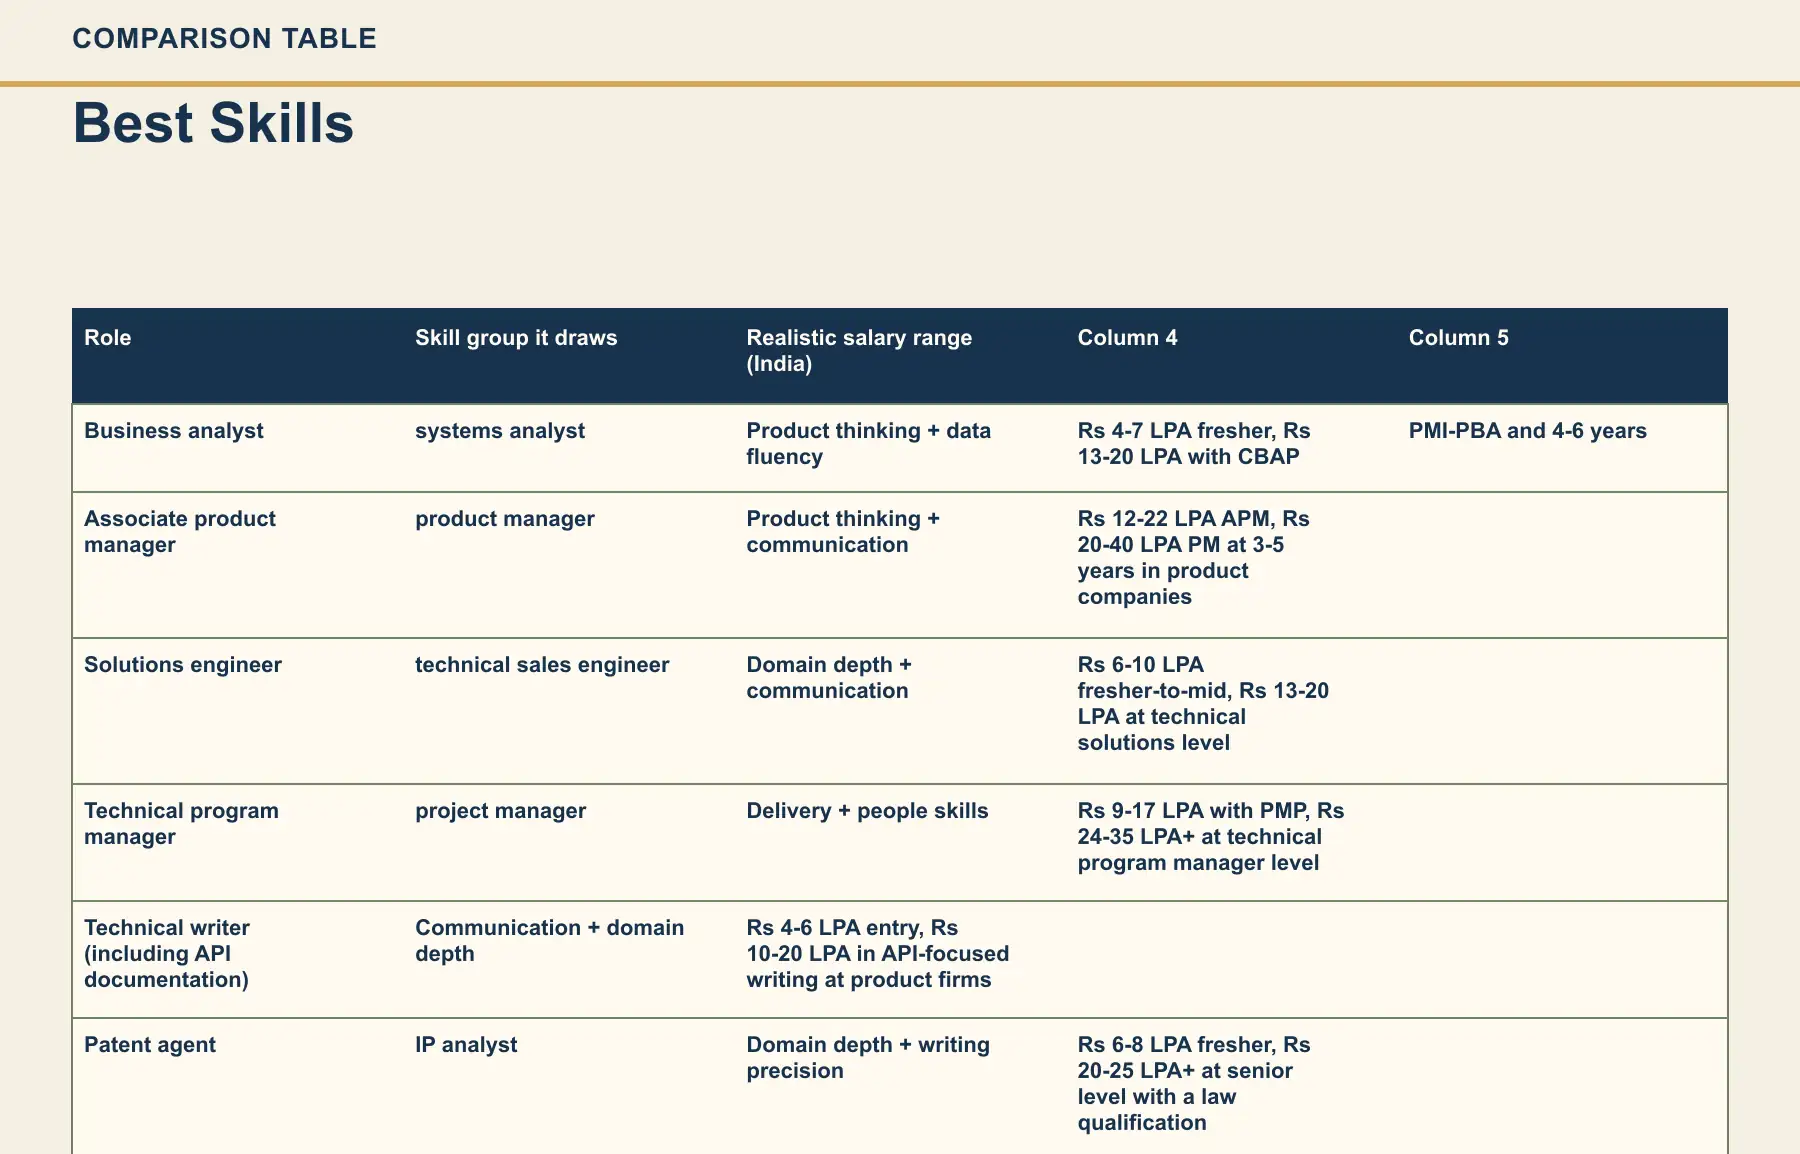 COMPARISON TABLE
Best Skills
Role
Skill group it draws
Realistic salary range
(India)
Column 4
Column 5
Business analyst
systems analyst
Product thinking + data
fluency
Rs 4-7 LPA fresher, Rs
13-20 LPA with CBAP
PMI-PBA and 4-6 years
Associate product
manager
product manager
Product thinking +
communication
Rs 12-22 LPA APM, Rs
20-40 LPA PM at 3-5
years in product
companies
Solutions engineer
technical sales engineer
Domain depth +
communication
Rs 6-10 LPA
fresher-to-mid, Rs 13-20
LPA at technical
solutions level
Technical program
manager
project manager
Delivery + people skills
Rs 9-17 LPA with PMP, Rs
24-35 LPA+ at technical
program manager level
Technical writer
(including API
documentation)
Communication + domain
depth
Rs 4-6 LPA entry, Rs
10-20 LPA in API-focused
writing at product firms
Patent agent
IP analyst
Domain depth + writing
precision
Rs 6-8 LPA fresher, Rs
20-25 LPA+ at senior
level with a law
qualification